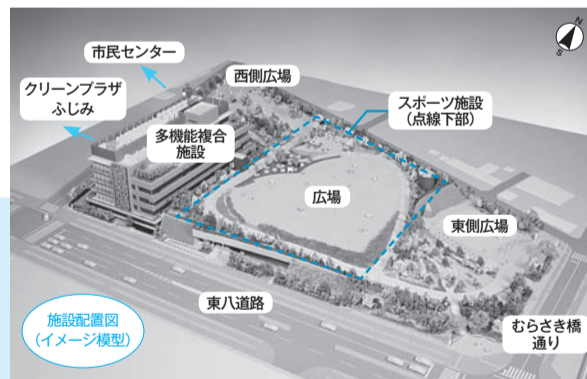 N
S
市民センター
西側広場
クリーンプラザ
ふじみ
スポーツ施設
(点線下部)
多機能複合
施設
広場
東側広場
東八道路
施設配置図
(イメージ模型)
むらさき橋
通り